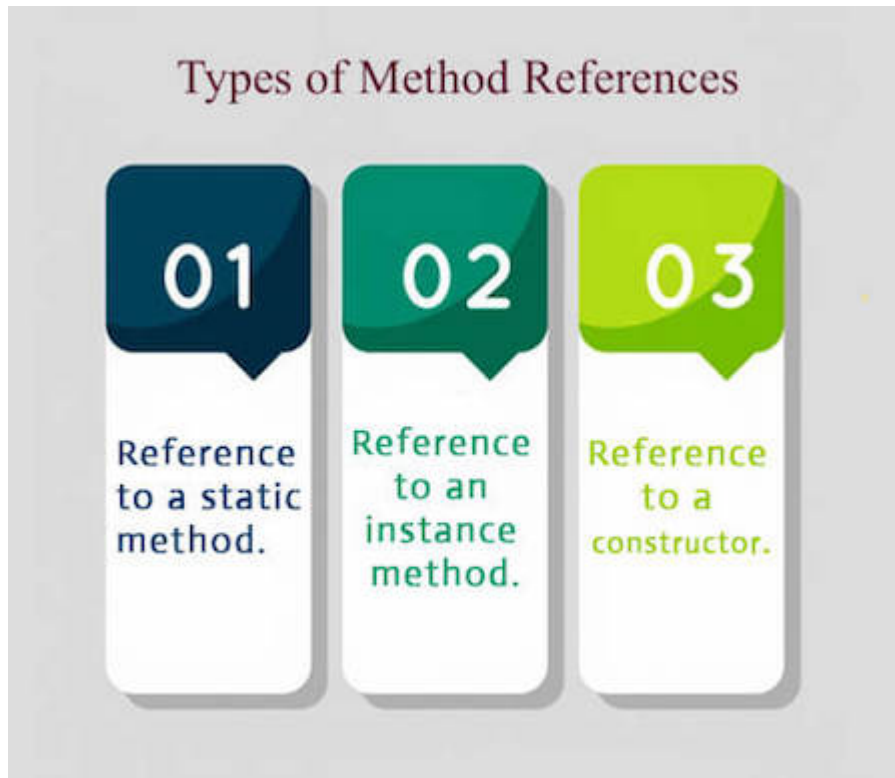 Types of Method References
01
Reference
to a static
method.
02
Reference
to an
instance
method.
03
Reference
to a
constructor.